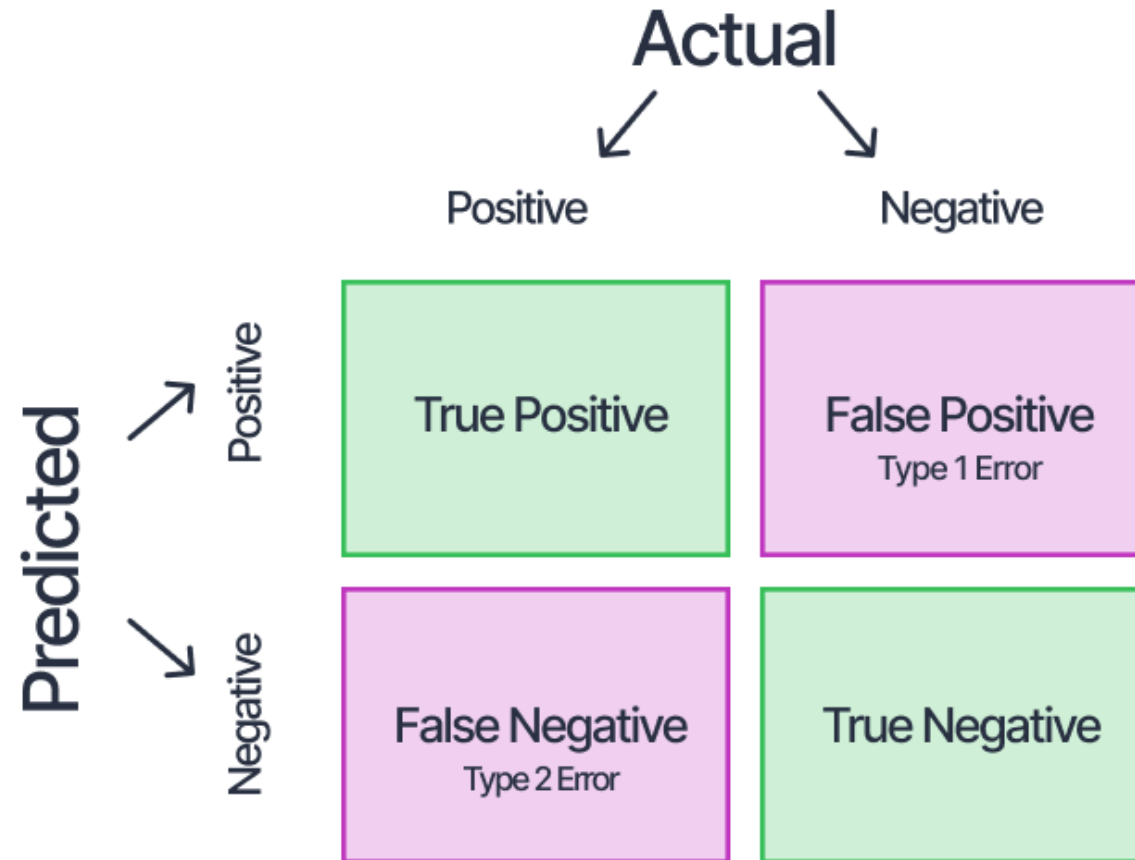 Actual
Positive
Negative
Predicted
Positive
True Positive
False Positive
Type 1 Error
Negative
False Negative
Type 2 Error
True Negative